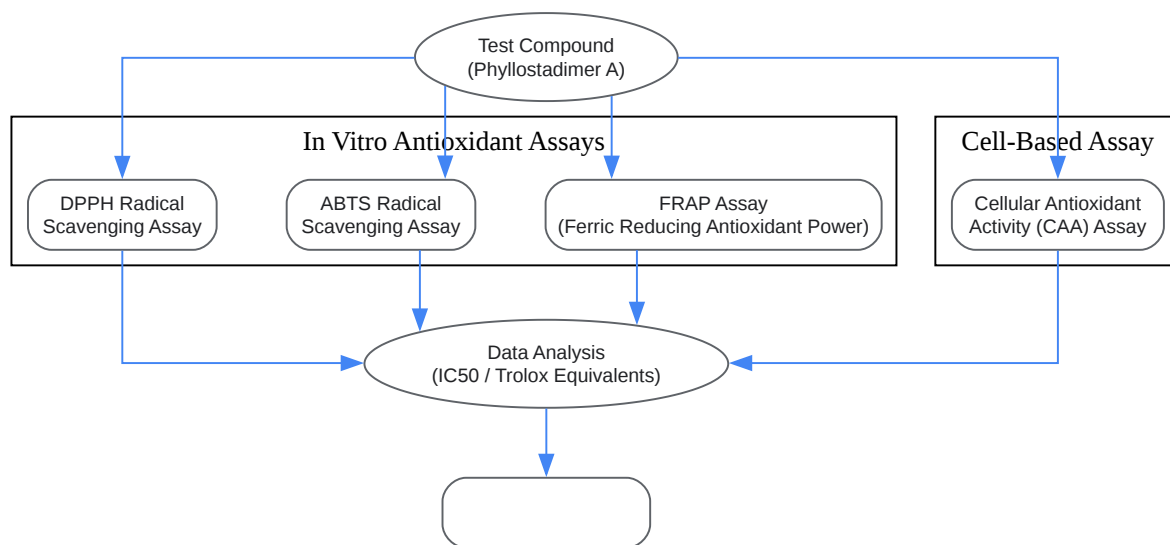 Test Compound
(Phyllostadimer A)
In Vitro Antioxidant Assays
Cell-Based Assay
DPPH Radical
Scavenging Assay
ABTS Radical
Scavenging Assay
FRAP Assay
(Ferric Reducing Antioxidant Power)
Cellular Antioxidant
Activity (CAA) Assay
Data Analysis
(IC50 / Trolox Equivalents)